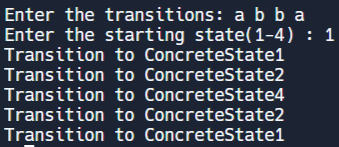 Enter the transitions: a b b a
Enter the starting state(1-4) : 1
Transition to ConcreteState1
Transition to ConcreteState2
Transition to ConcreteState4
Transition to ConcreteState2
Transition to ConcreteState1